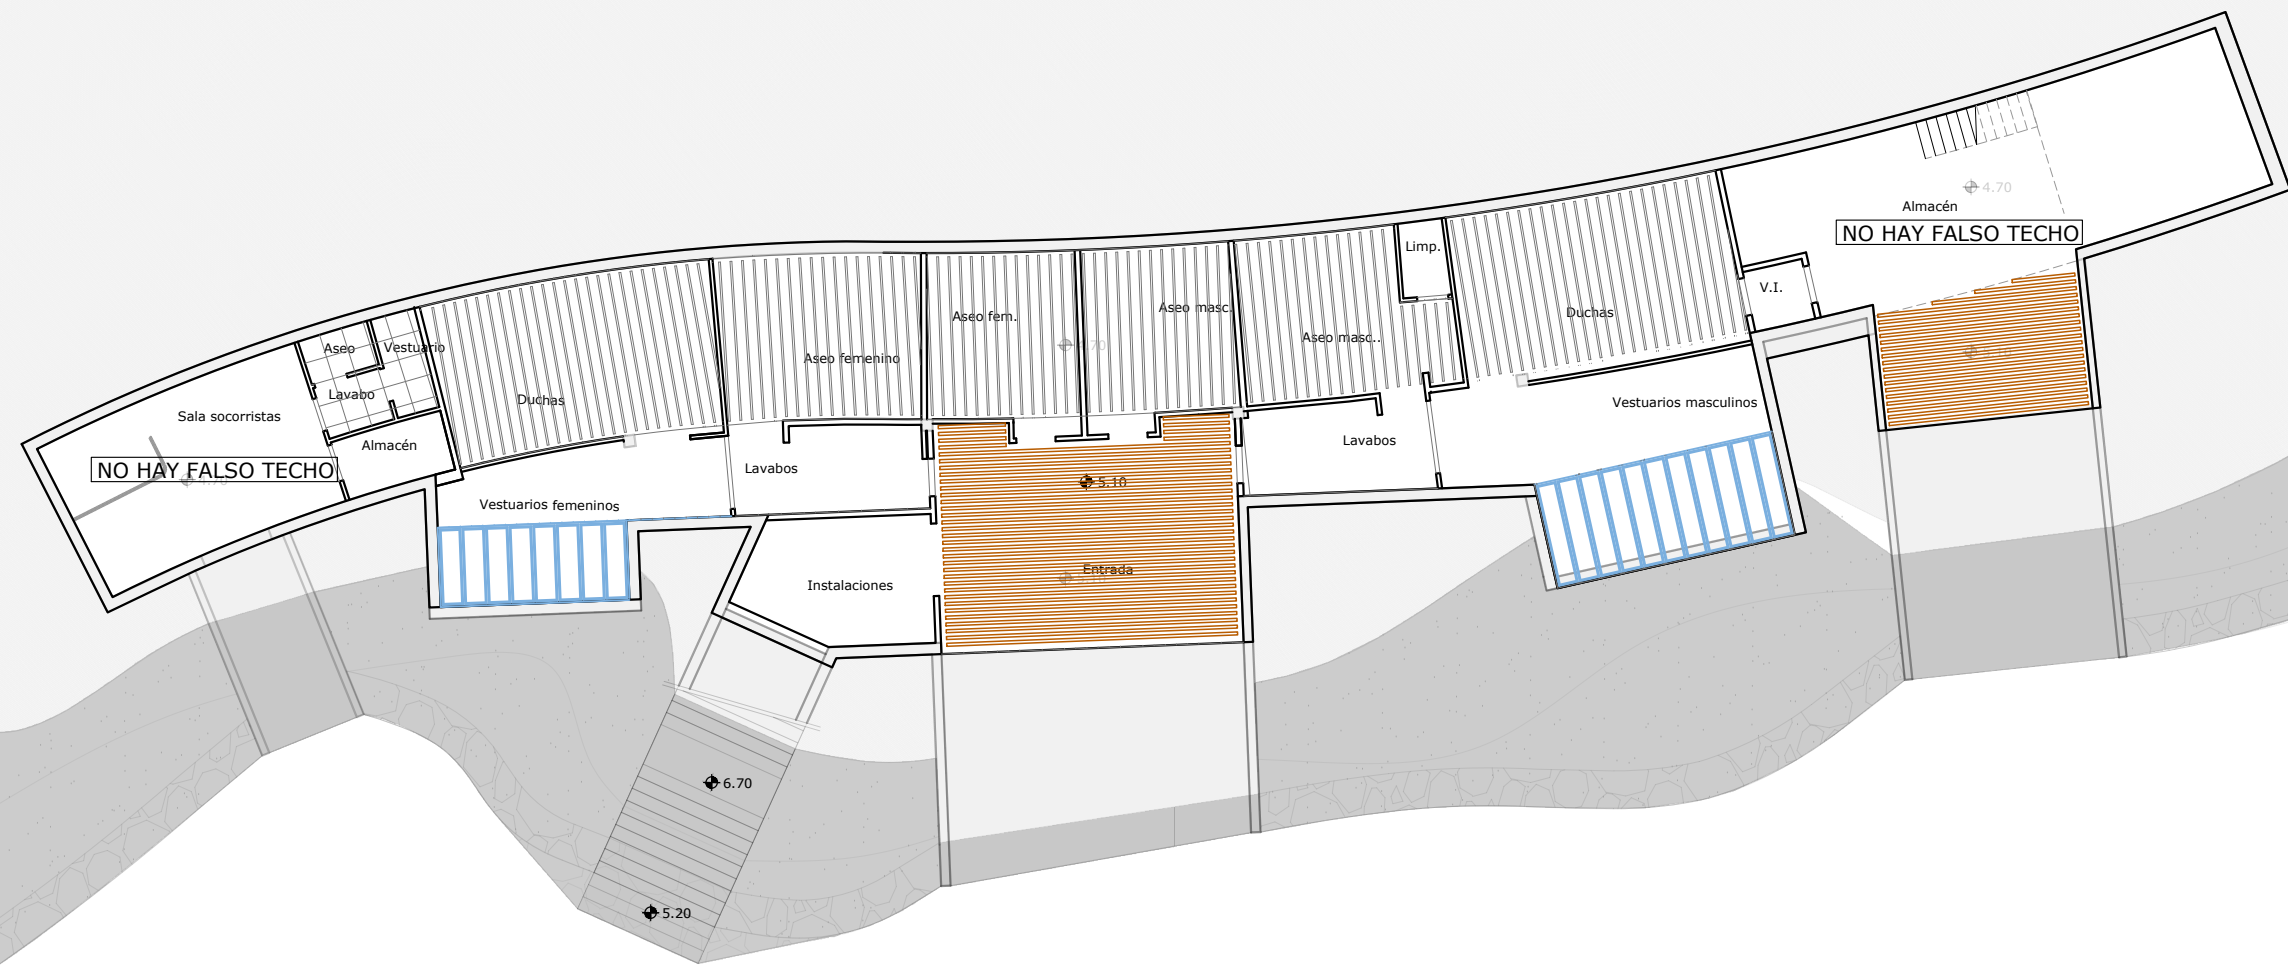 4.70
Almacén
NO HAY FALSO TECHO
Limp.
V.I.
Aseo fem.
Aseo masc.
Duchas
Aseo masc..
Aseo
Vestuario
Aseo femenino
Lavabo
Duchas
Vestuarios masculinos
Sala socorristas
Almacén
Lavabos
NO HAY FALSO TECHO
Lavabos
5.10
Vestuarios femeninos
Entrada
Instalaciones
6.70
5.20